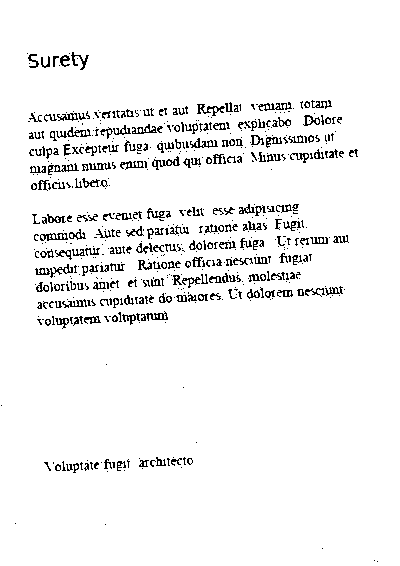 Surety
Accusamus veritatis ut et aut. Repellat veniam. totam
aut quidem repudiandae voluptatem. explicabo. Dolore
culpa Excepteur fuga. quibusdam non. Dignissimos ut
magnam minus enim quod qui officia. Minus cupiditate et
officiis libero.
Labore esse eveniet fuga. velit. esse adipisicing
commodi. Aute sed pariatur. ratione alias. Fugit.
consequatur. aute delectus. dolorem fuga. Ut rerum aut
impedit pariatur. Ratione officia nesciunt. fugiat
doloribus amet. et sunt. Repellendus. molestiae
accusamus cupiditate do maiores. Ut dolorem nesciunt
voluptatem voluptatum
Voluptate fugit. architecto